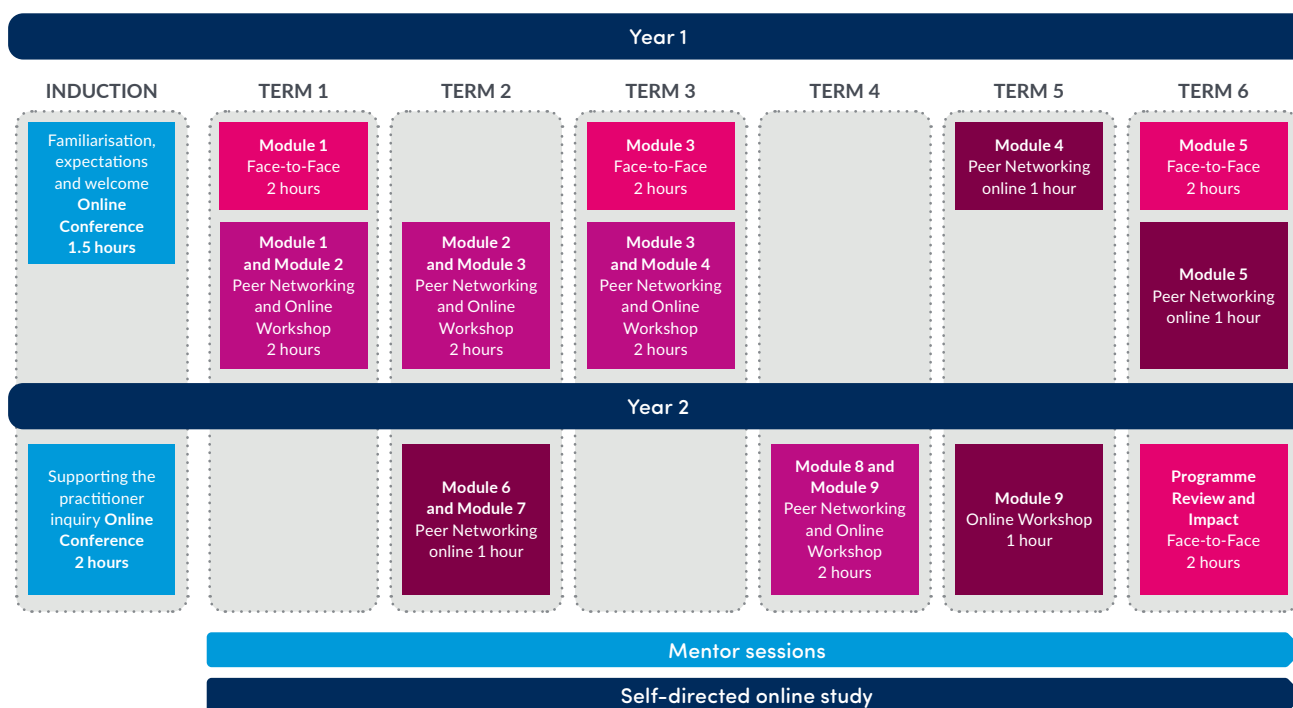 Year 1
INDUCTION
TERM 1
TERM 2
TERM 3
TERM 4
TERM 5
TERM 6
Familiarisation,
expectations
and welcome
Online
Conference
1.5 hours
Module 1
Face-to-Face
2 hours
Module 1
and Module 2
Peer Networking
and Online
Workshop
2 hours
Module 2
and Module 3
Peer Networking
and Online
Workshop
2 hours
Module 3
Face-to-Face
2 hours
Module 3
and Module 4
Peer Networking
and Online
Workshop
2 hours
Module 4
Peer Networking
online 1 hour
Module 5
Face-to-Face
2 hours
Module 5
Peer Networking
online 1 hour
Year 2
Supporting the
practitioner
inquiry Online
Conference
2 hours
Module 6
and Module 7
Peer Networking
online 1 hour
Module 8 and
Module 9
Peer Networking
and Online
Workshop
2 hours
Module 9
Online Workshop
1 hour
Programme
Review and
Impact
Face-to-Face
2 hours
Mentor sessions
Self-directed online study